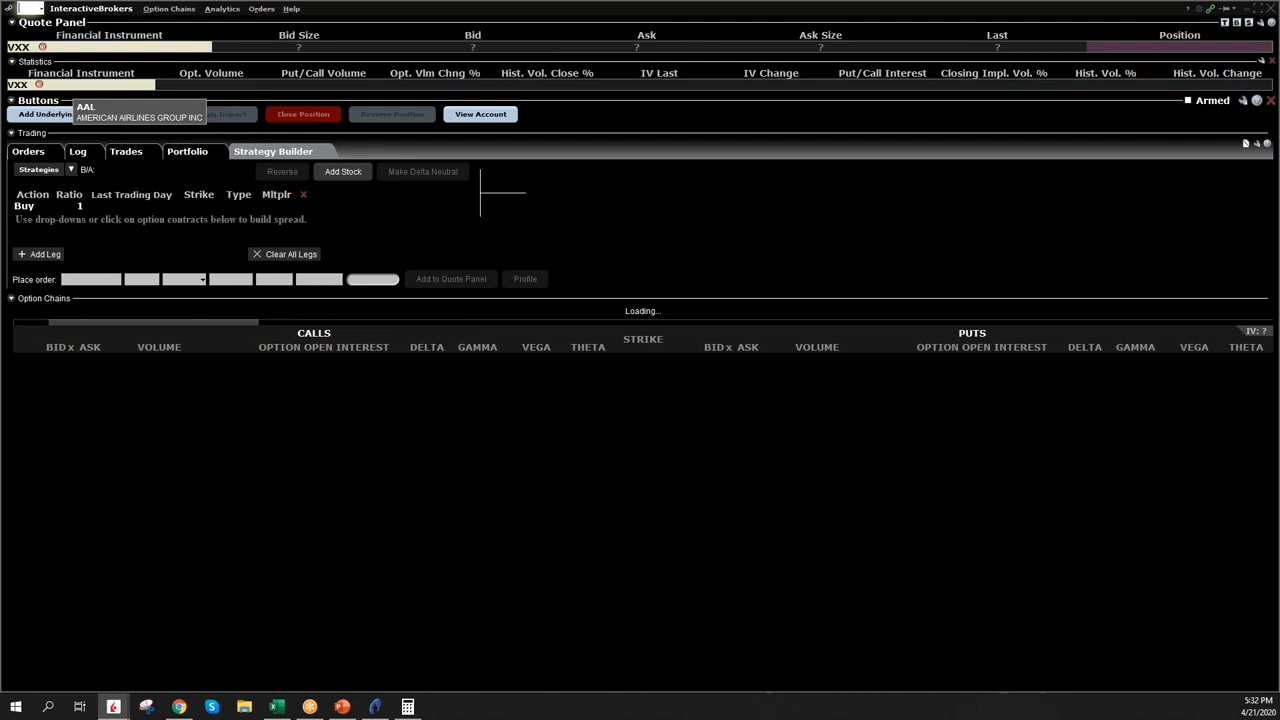 InteractiveBrokers Option Chains Analytics Orders Help
Quote Panel T B S
Financial Instrument Bid Size Bid Ask Ask Size Last Position
VXX ? ? ? ? ?
Statistics
Financial Instrument Opt. Volume Put/Call Volume Opt. Vlm Chng % Hist. Vol. Close % IV Last IV Change Put/Call Interest Closing Impl. Vol. % Hist. Vol. % Hist. Vol. Change
VXX
Buttons Armed
AAL
AMERICAN AIRLINES GROUP INC
Add Underlyin Impact Close Position Reverse Position View Account
Trading
Orders Log Trades Portfolio Strategy Builder
Strategies B/A: Reverse Add Stock Make Delta Neutral
Action Ratio Last Trading Day Strike Type Mltplr X
Buy 1
Use drop-downs or click on option contracts below to build spread.
+ Add Leg X Clear All Legs
Place order: Add to Quote Panel Profile
Option Chains
Loading...
CALLS STRIKE PUTS IV: ?
BID x ASK VOLUME OPTION OPEN INTEREST DELTA GAMMA VEGA THETA BID x ASK VOLUME OPTION OPEN INTEREST DELTA GAMMA VEGA THETA
5:32 PM
4/21/2020